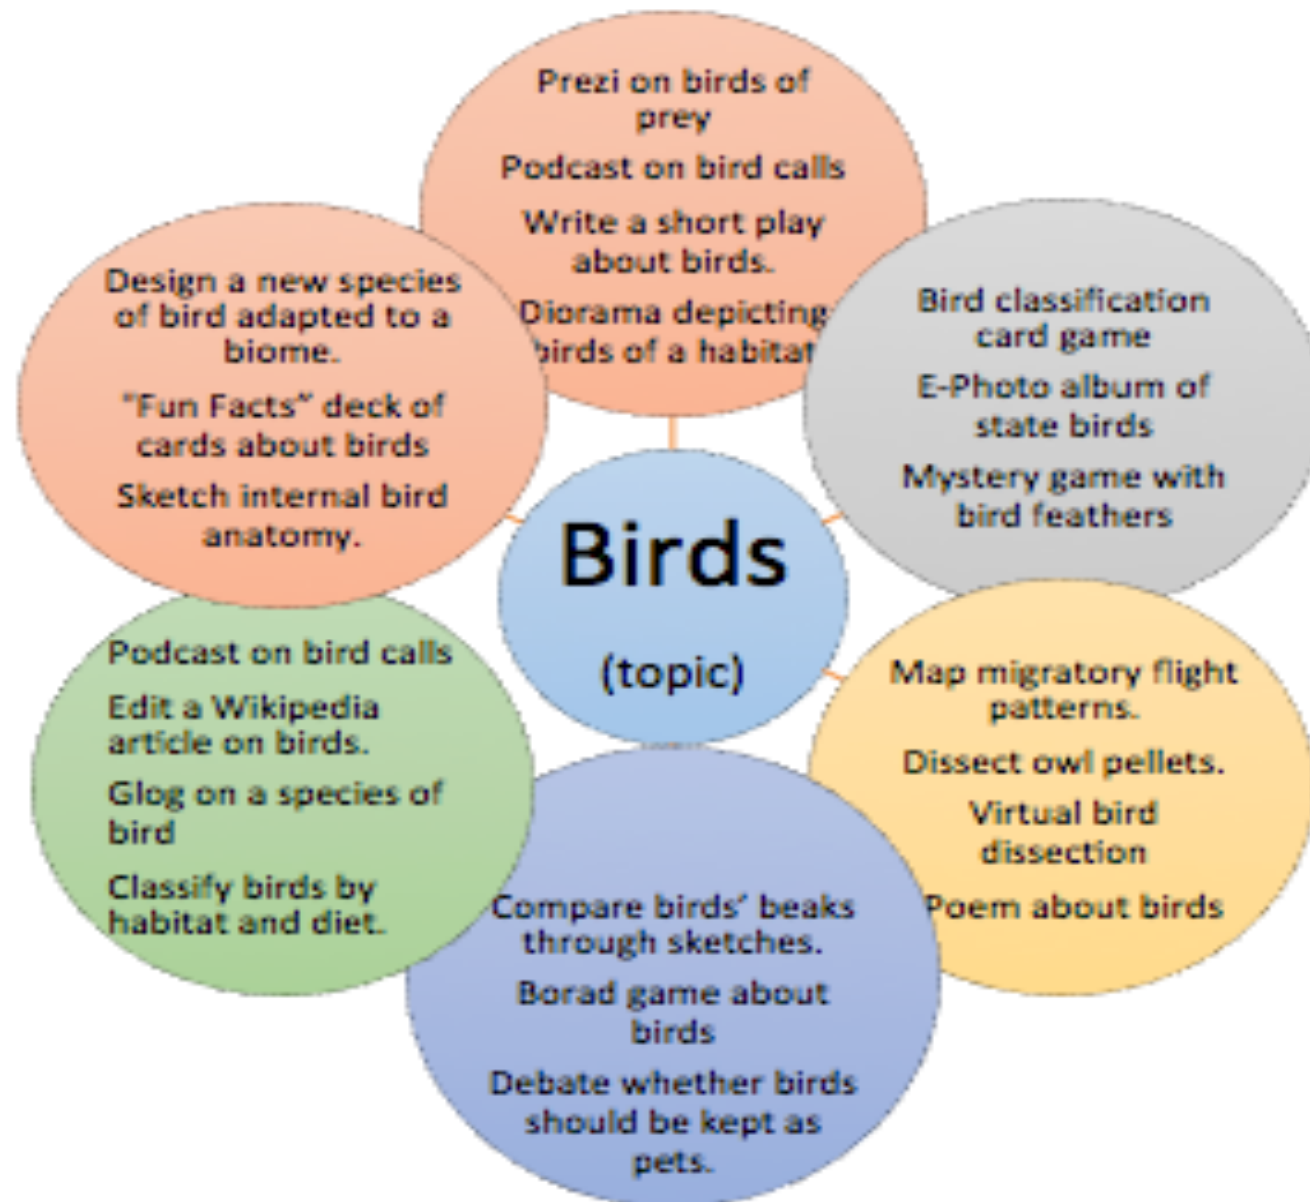 Prezi on birds of
prey
Podcast on bird calls
Write a short play
about birds.
Diorama depicting
birds of a habitat
Bird classification
card game
E-Photo album of
state birds
Mystery game with
bird feathers
Map migratory flight
patterns.
Dissect owl pellets.
Virtual bird
dissection
Poem about birds
Compare birds’ beaks
through sketches.
Borad game about
birds
Debate whether birds
should be kept as
pets.
Podcast on bird calls
Edit a Wikipedia
article on birds.
Glog on a species of
bird
Classify birds by
habitat and diet.
Design a new species
of bird adapted to a
biome.
"Fun Facts” deck of
cards about birds
Sketch internal bird
anatomy.
Birds
(topic)